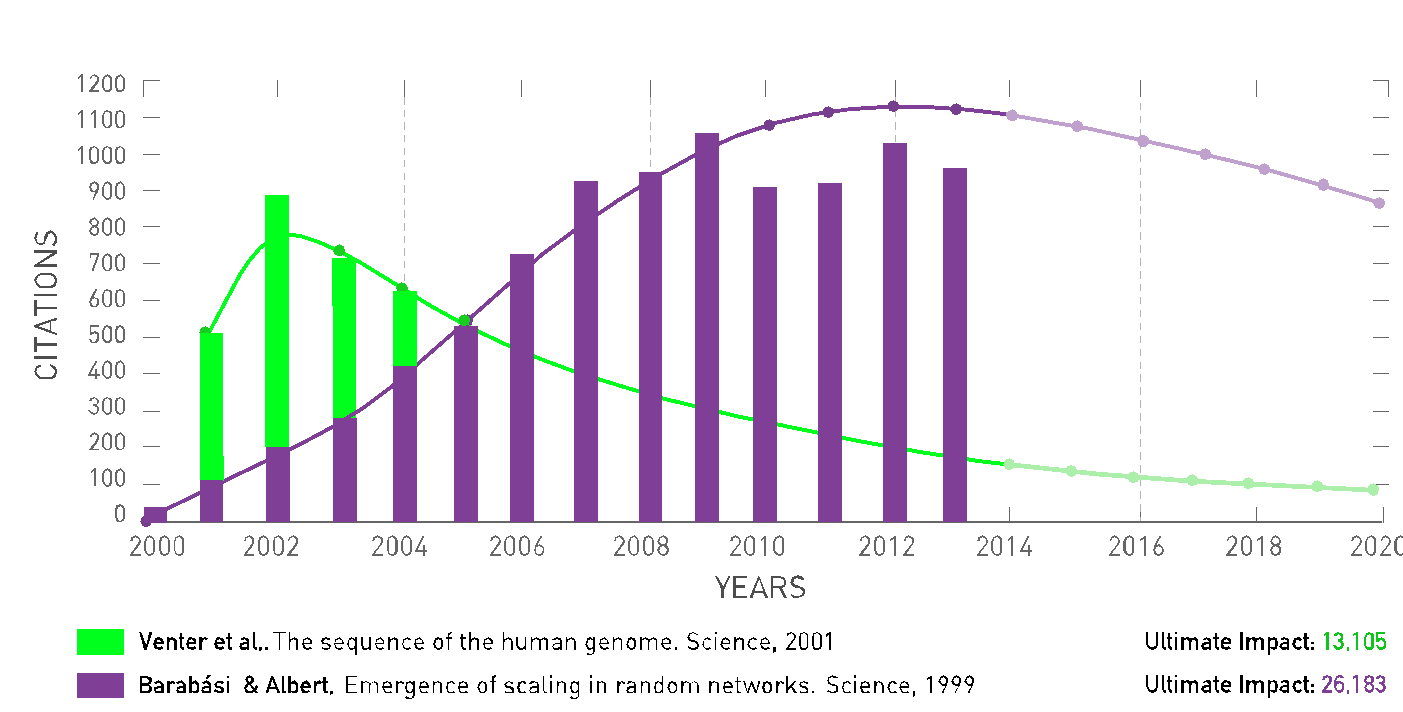 1200
1100
1000
900
800
700
600
500
400
300
200
100
0
CITATIONS
2000 2002 2004 2006 2008 2010 2012 2014 2016 2018 2020
YEARS
Venter et al,. The sequence of the human genome. Science, 2001 Ultimate Impact: 13,105
Barabási & Albert, Emergence of scaling in random networks. Science, 1999 Ultimate Impact: 26,183